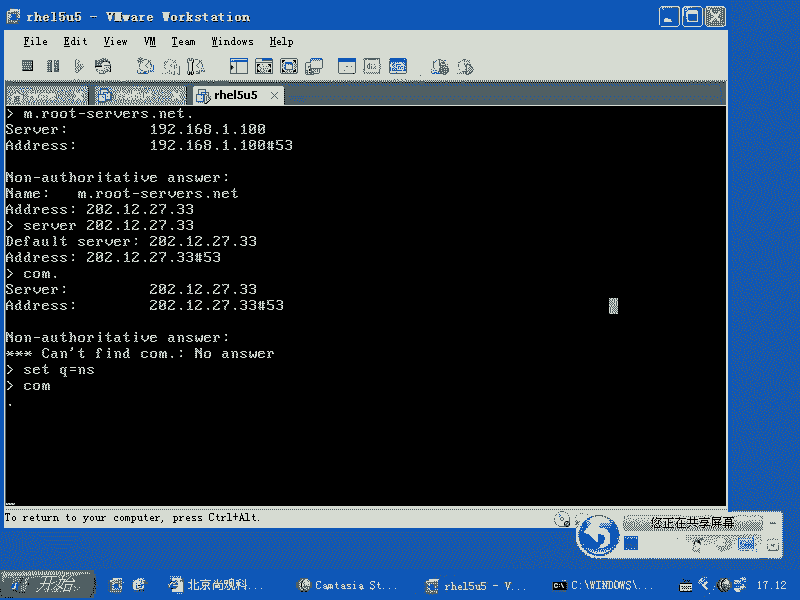 rhel5u5 - VMware Workstation
File Edit View VM Team Windows Help
rhel5u5
> m.root-servers.net.
Server: 192.168.1.100
Address: 192.168.1.100#53
Non-authoritative answer:
Name: m.root-servers.net
Address: 202.12.27.33
> server 202.12.27.33
Default server: 202.12.27.33
Address: 202.12.27.33#53
> com.
Server: 202.12.27.33
Address: 202.12.27.33#53
Non-authoritative answer:
*** Can't find com.: No answer
> set q=ns
> com
.
To return to your computer, press Ctrl+Alt.
您正在共享屏幕
开始
北京尚观科...
Camtasia St...
rhel5u5 - V...
C:\WINDOWS\...
17:12